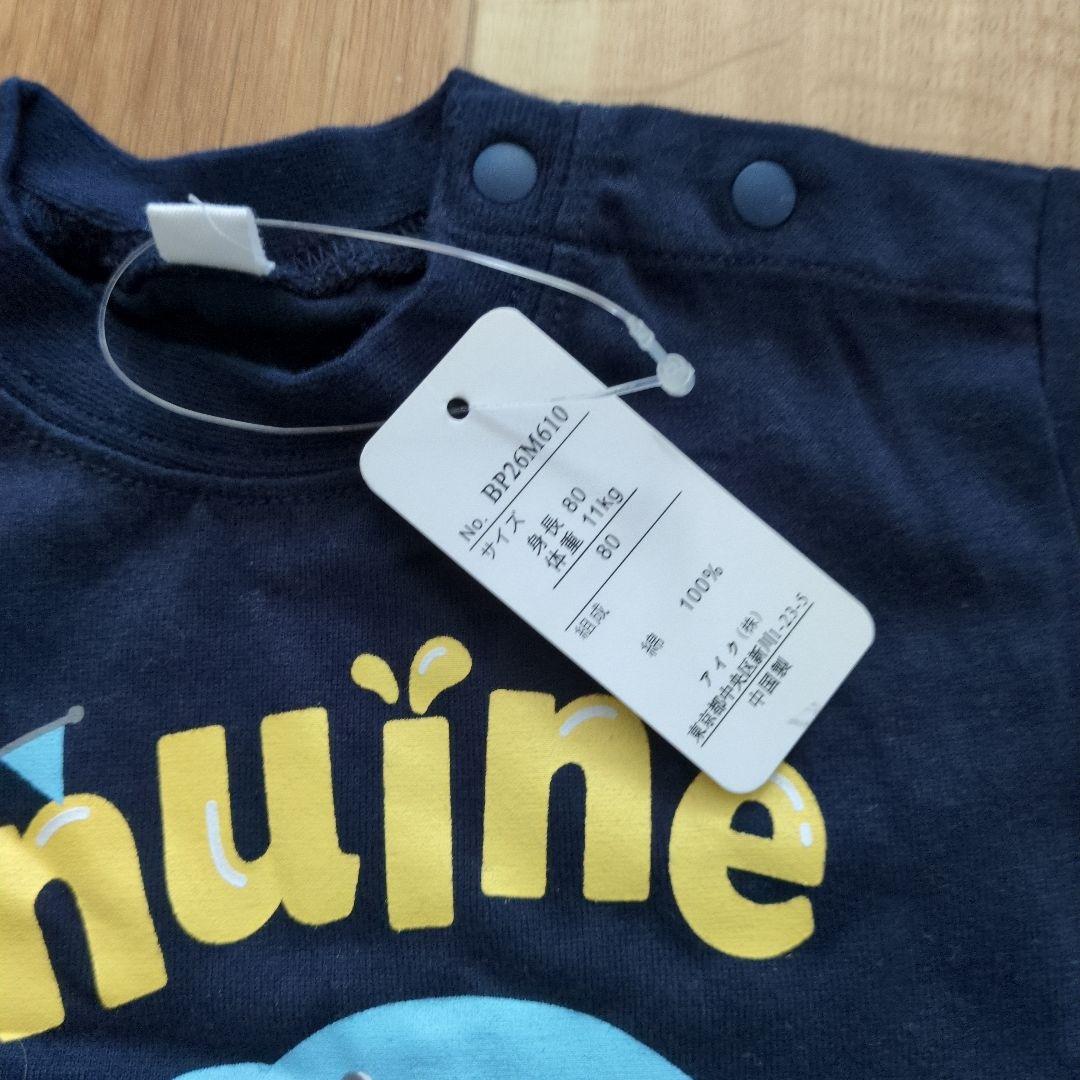 No. BP26M610
サイズ
身長 80
体重 11kg
80
組成
綿 100%
アイク(株)
東京都中央区新川1-23-5
中国製
nuine